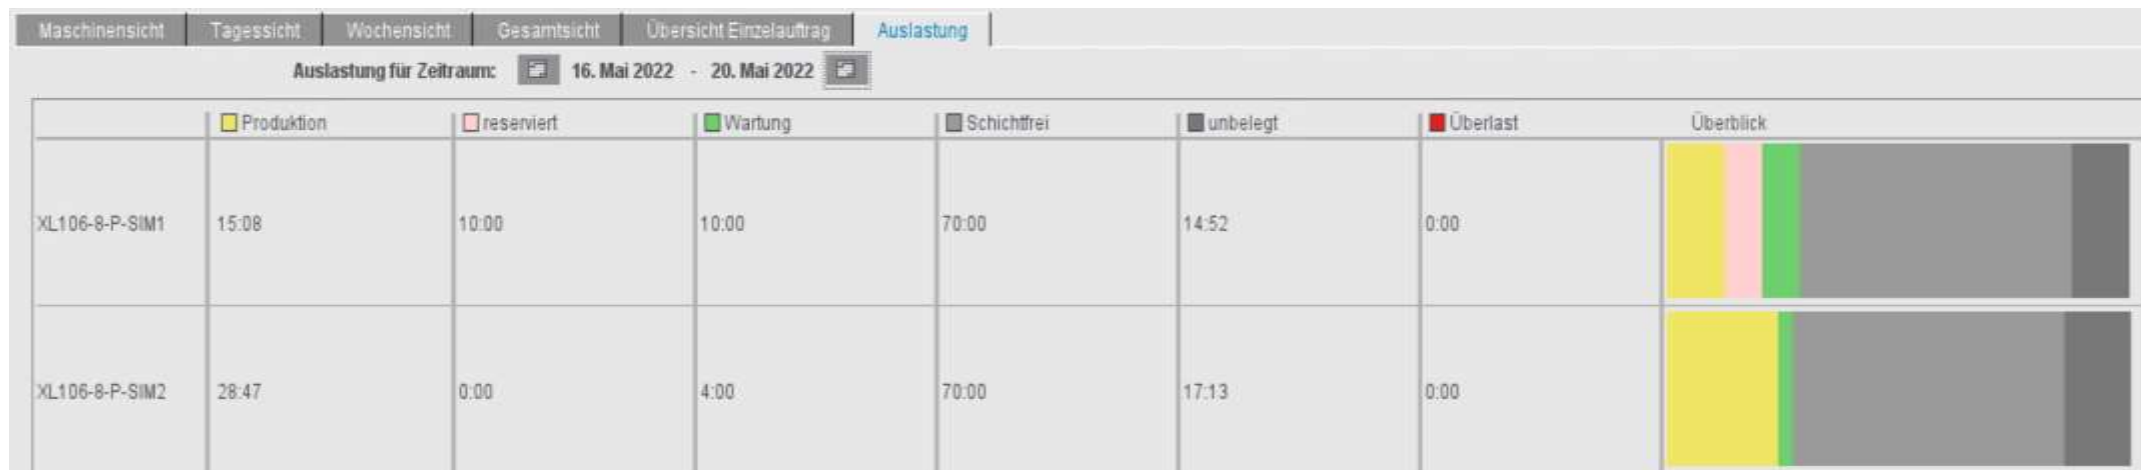 Maschinensicht Tagessicht Wochensicht Gesamtsicht Übersicht Einzelauftrag Auslastung
Auslastung für Zeitraum: 16. Mai 2022 - 20. Mai 2022
Produktion reserviert Wartung Schichtfrei unbelegt Überlast Überblick
XL106-8-P-SIM1 15:08 10:00 10:00 70:00 14:52 0:00
XL106-8-P-SIM2 28:47 0:00 4:00 70:00 17:13 0:00